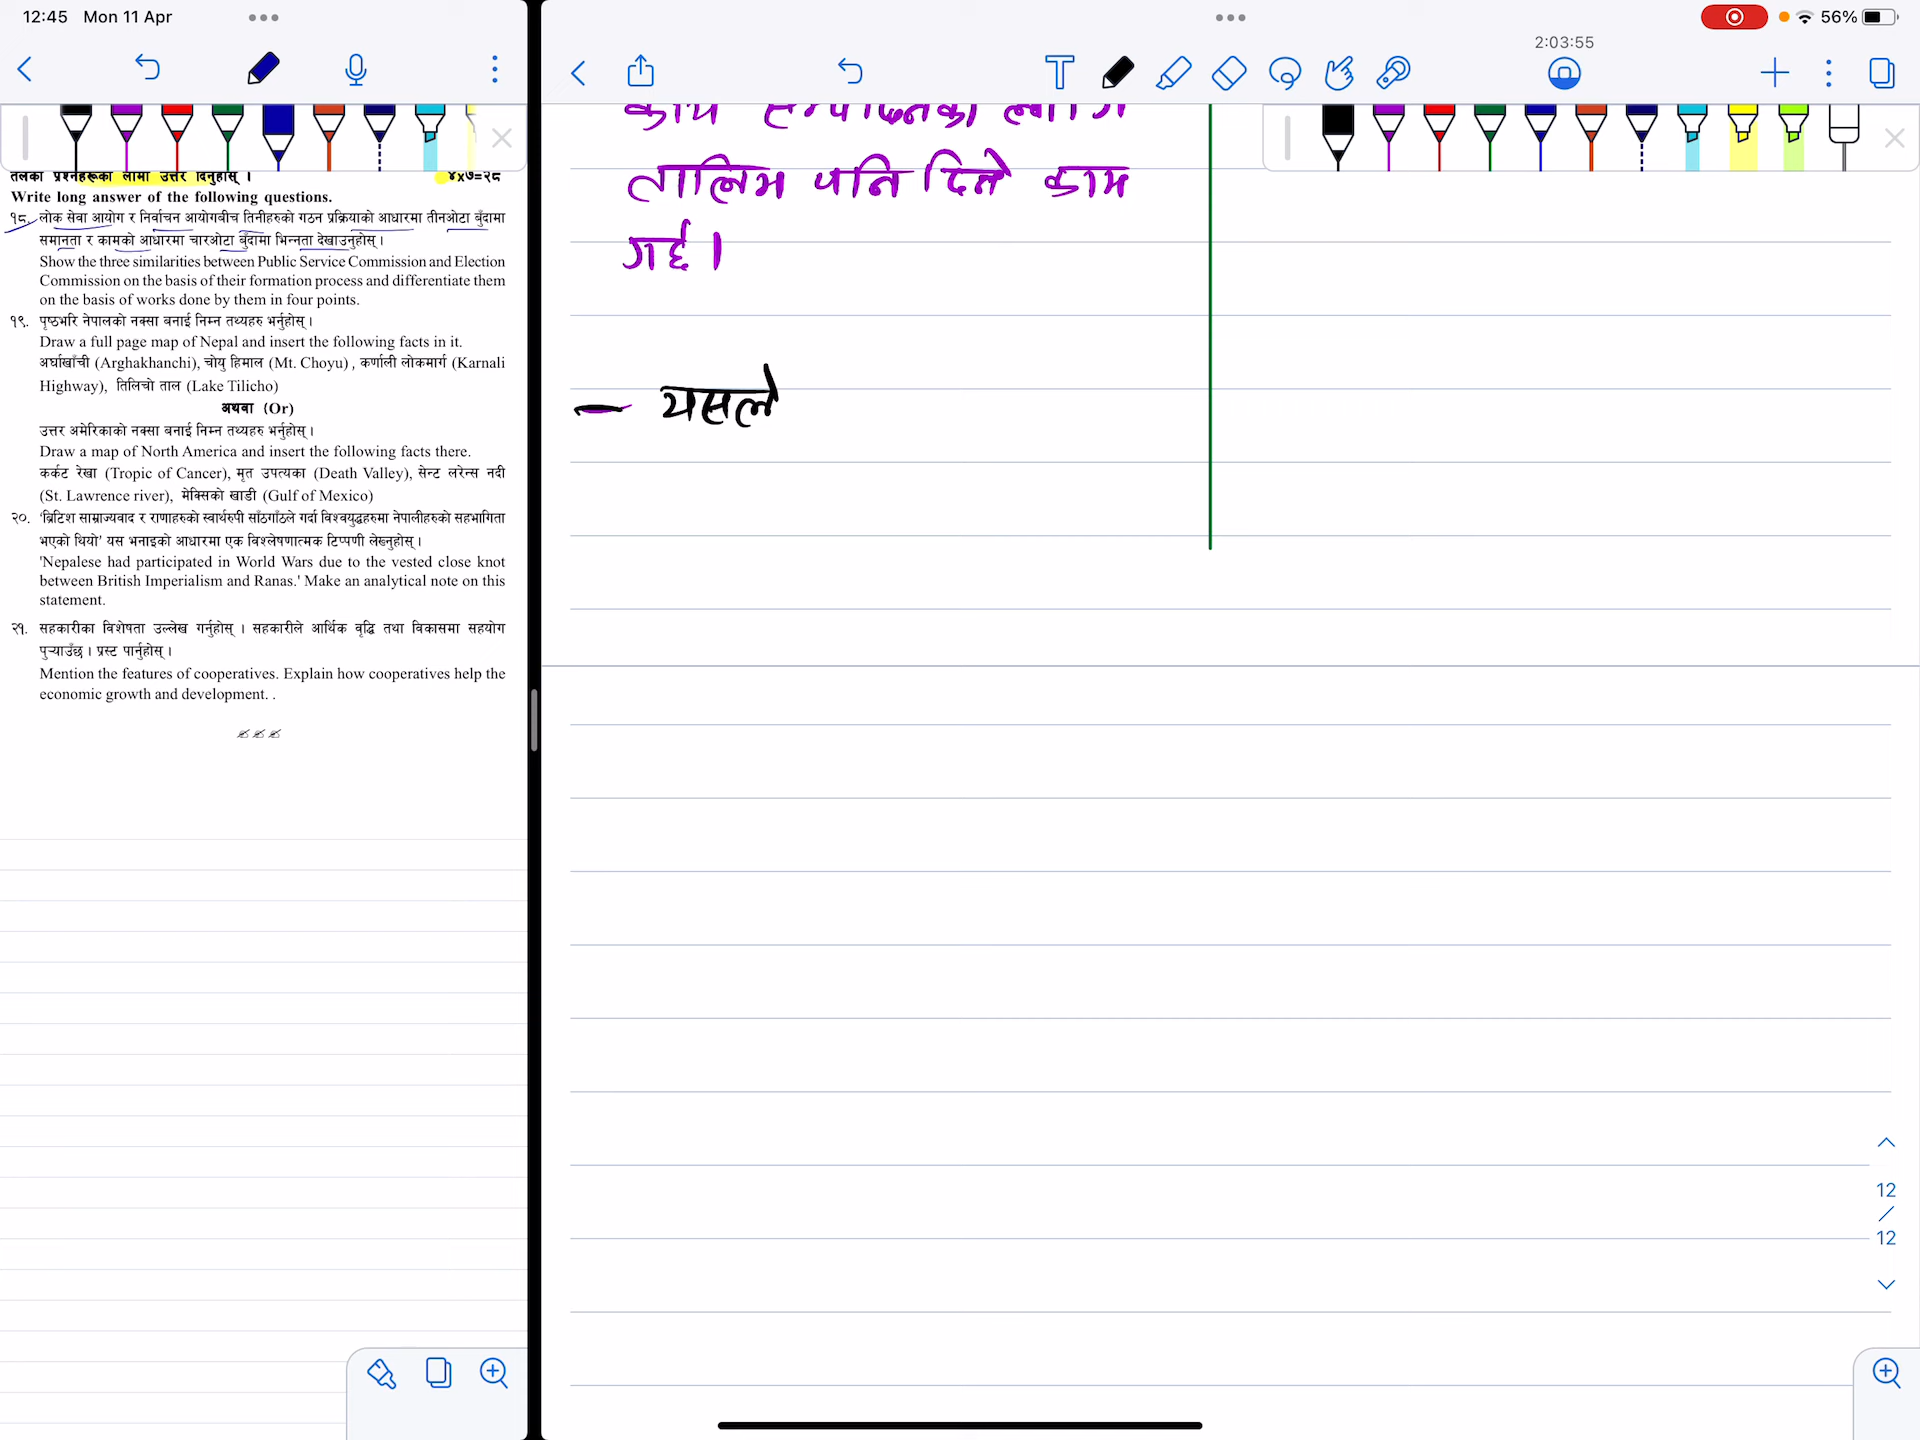 12:45 Mon 11 Apr
56%
2:03:55
तलका प्रश्नहरूका लामा उत्तर दिनुहोस् । ४x७=२८
Write long answer of the following questions.
१८. लोक सेवा आयोग र निर्वाचन आयोगबीच तिनीहरुको गठन प्रक्रियाको आधारमा तीनओटा बुँदामा
समानता र कामको आधारमा चारओटा बुँदामा भिन्नता देखाउनुहोस् ।
Show the three similarities between Public Service Commission and Election
Commission on the basis of their formation process and differentiate them
on the basis of works done by them in four points.
१९. पृष्ठभरि नेपालको नक्सा बनाई निम्न तथ्यहरु भर्नुहोस् ।
Draw a full page map of Nepal and insert the following facts in it.
अर्घाखाँची (Arghakhanchi), चोयु हिमाल (Mt. Choyu) , कर्णाली लोकमार्ग (Karnali
Highway), तिलिचो ताल (Lake Tilicho)
अथवा (Or)
उत्तर अमेरिकाको नक्सा बनाई निम्न तथ्यहरु भर्नुहोस् ।
Draw a map of North America and insert the following facts there.
कर्कट रेखा (Tropic of Cancer), मृत उपत्यका (Death Valley), सेन्ट लरेन्स नदी
(St. Lawrence river), मेक्सिको खाडी (Gulf of Mexico)
२०. 'ब्रिटिश साम्राज्यवाद र राणाहरुको स्वार्थरुपी साँठगाँठले गर्दा विश्वयुद्धहरुमा नेपालीहरुको सहभागिता
भएको थियो' यस भनाइको आधारमा एक विश्लेषणात्मक टिप्पणी लेख्नुहोस् ।
'Nepalese had participated in World Wars due to the vested close knot
between British Imperialism and Ranas.' Make an analytical note on this
statement.
२१. सहकारीका विशेषता उल्लेख गर्नुहोस् । सहकारीले आर्थिक वृद्धि तथा विकासमा सहयोग
पुऱ्याउँछ । प्रस्ट पार्नुहोस् ।
Mention the features of cooperatives. Explain how cooperatives help the
economic growth and development. .
कार्य सम्पादनका लागि
तालिम पनि दिने काम
गर्छ ।
– यसले
12
/
12